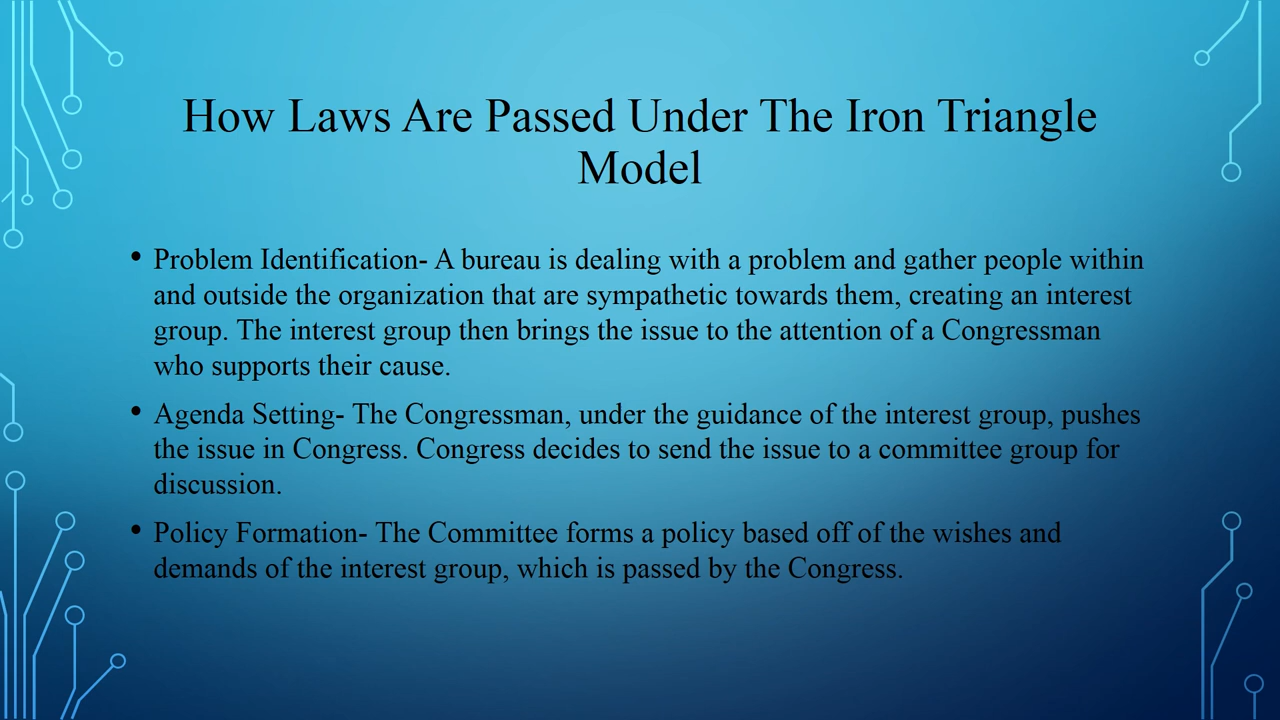 How Laws Are Passed Under The Iron Triangle
Model
• Problem Identification- A bureau is dealing with a problem and gather people within
and outside the organization that are sympathetic towards them, creating an interest
group. The interest group then brings the issue to the attention of a Congressman
who supports their cause.
• Agenda Setting- The Congressman, under the guidance of the interest group, pushes
the issue in Congress. Congress decides to send the issue to a committee group for
discussion.
• Policy Formation- The Committee forms a policy based off of the wishes and
demands of the interest group, which is passed by the Congress.